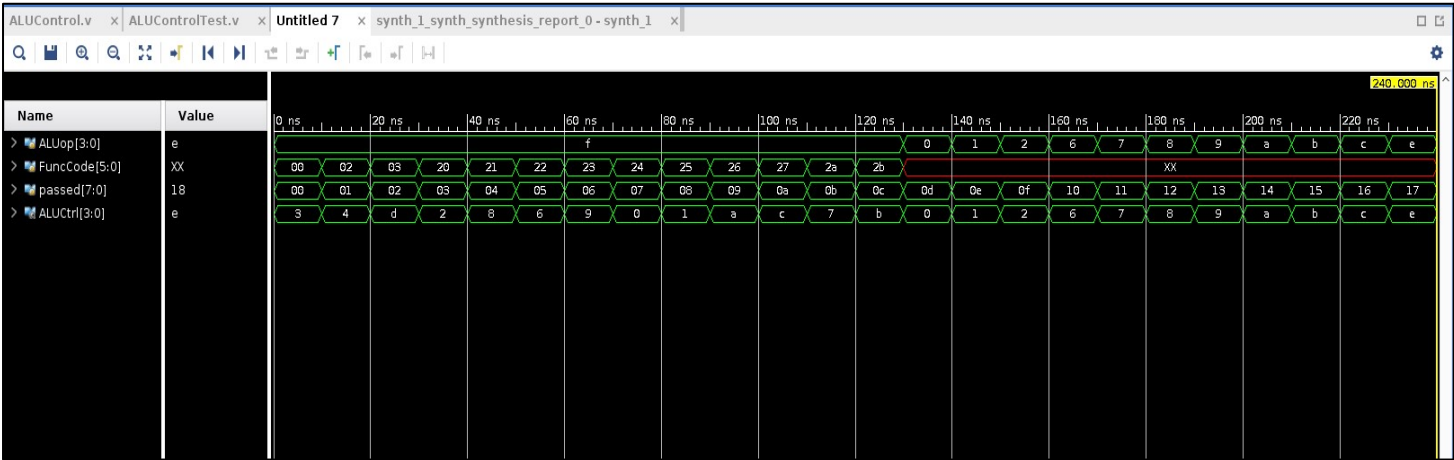 ALUControl.v × ALUControlTest.v × Untitled 7 × synth_1_synth_synthesis_report_0 - synth_1 ×
240.000 ns
Name Value 0 ns 20 ns 40 ns 60 ns 80 ns 100 ns 120 ns 140 ns 160 ns 180 ns 200 ns 220 ns
ALUop[3:0] e f 0 1 2 6 7 8 9 a b c e
FuncCode[5:0] XX 00 02 03 20 21 22 23 24 25 26 27 2a 2b XX
passed[7:0] 18 00 01 02 03 04 05 06 07 08 09 0a 0b 0c 0d 0e 0f 10 11 12 13 14 15 16 17
ALUCtrl[3:0] e 3 4 d 2 8 6 9 0 1 a c 7 b 0 1 2 6 7 8 9 a b c e